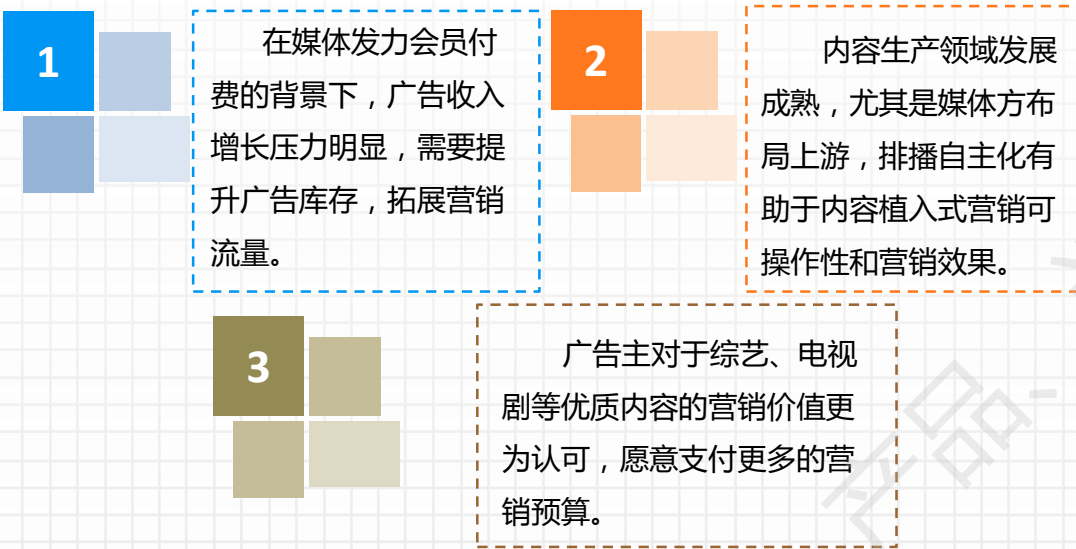 1
在媒体发力会员付
费的背景下，广告收入
增长压力明显，需要提
升广告库存，拓展营销
流量。
2
内容生产领域发展
成熟，尤其是媒体方布
局上游，排播自主化有
助于内容植入式营销可
操作性和营销效果。
3
广告主对于综艺、电视
剧等优质内容的营销价值更
为认可，愿意支付更多的营
销预算。
产品、